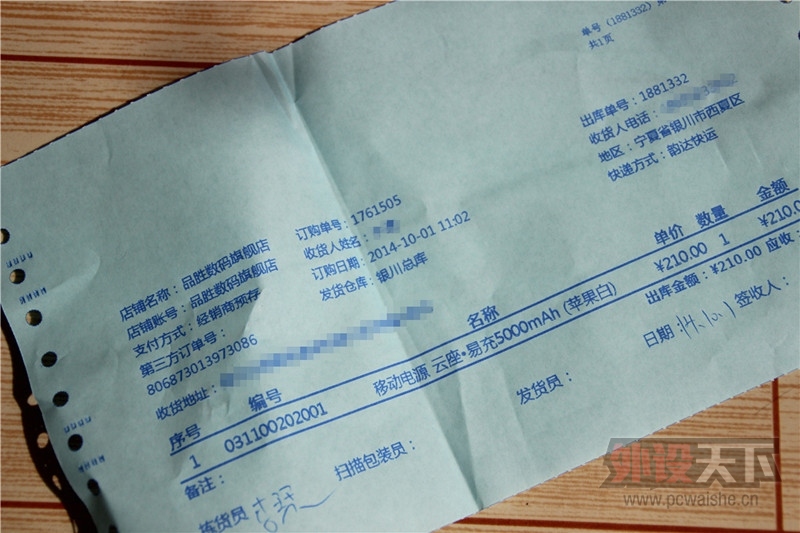 单号(1881332)第
共1页
出库单号：1881332
收货人电话：
地区：宁夏省银川市西夏区
快递方式：韵达快运
订购单号：1761505
收货人姓名：
订购日期：2014-10-01 11:02
发货仓库：银川总库
店铺名称：品胜数码旗舰店
店铺账号：品胜数码旗舰店
支付方式：经销商预存
第三方订单号：
806873013973086
收货地址：
序号 编号 名称 单价 数量 金额
1 031100202001 移动电源 云座•易充5000mAh (苹果白) ¥210.00 1 ¥210.0
出库金额：¥210.00 应收：
备注：
拣货员 扫描包装员： 发货员： 日期 签收人：
外设天下
www.pcwaishe.cn